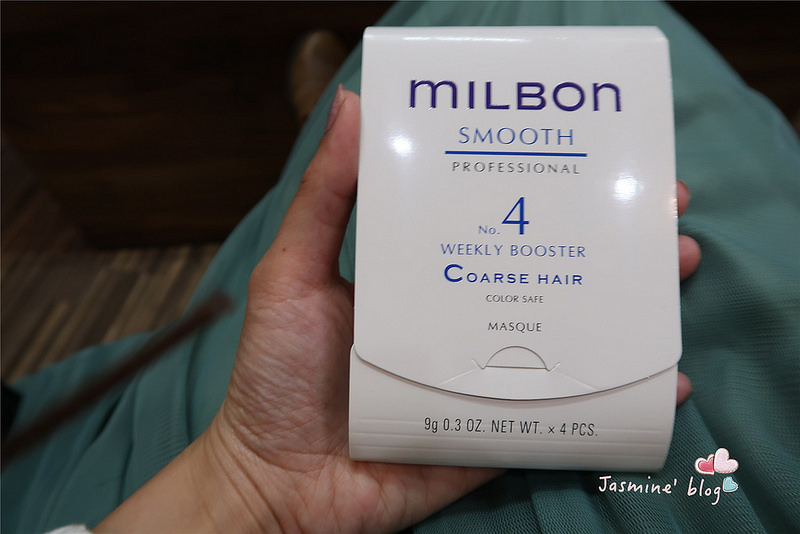 MILBON
SMOOTH
PROFESSIONAL
No. 4
WEEKLY BOOSTER
COARSE HAIR
COLOR SAFE
MASQUE
9g 0.3 OZ. NET WT. × 4 PCS.
Jasmine' blog